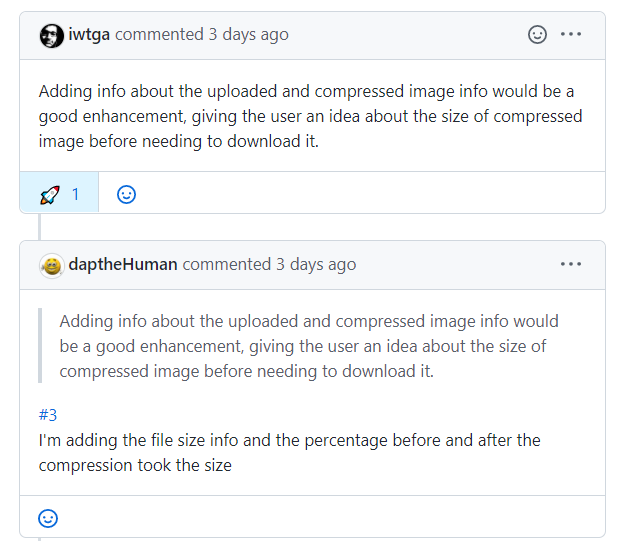 iwtga commented 3 days ago
Adding info about the uploaded and compressed image info would be a
good enhancement, giving the user an idea about the size of compressed
image before needing to download it.
1
daptheHuman commented 3 days ago
Adding info about the uploaded and compressed image info would
be a good enhancement, giving the user an idea about the size of
compressed image before needing to download it.
#3
I'm adding the file size info and the percentage before and after the
compression took the size